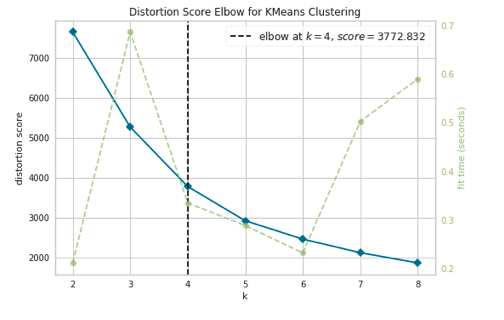 Distortion Score Elbow for KMeans Clustering
elbow at k = 4, score = 3772.832
distortion score
7000
6000
5000
4000
3000
2000
fit time (seconds)
0.7
0.6
0.5
0.4
0.3
0.2
2 3 4 5 6 7 8
k